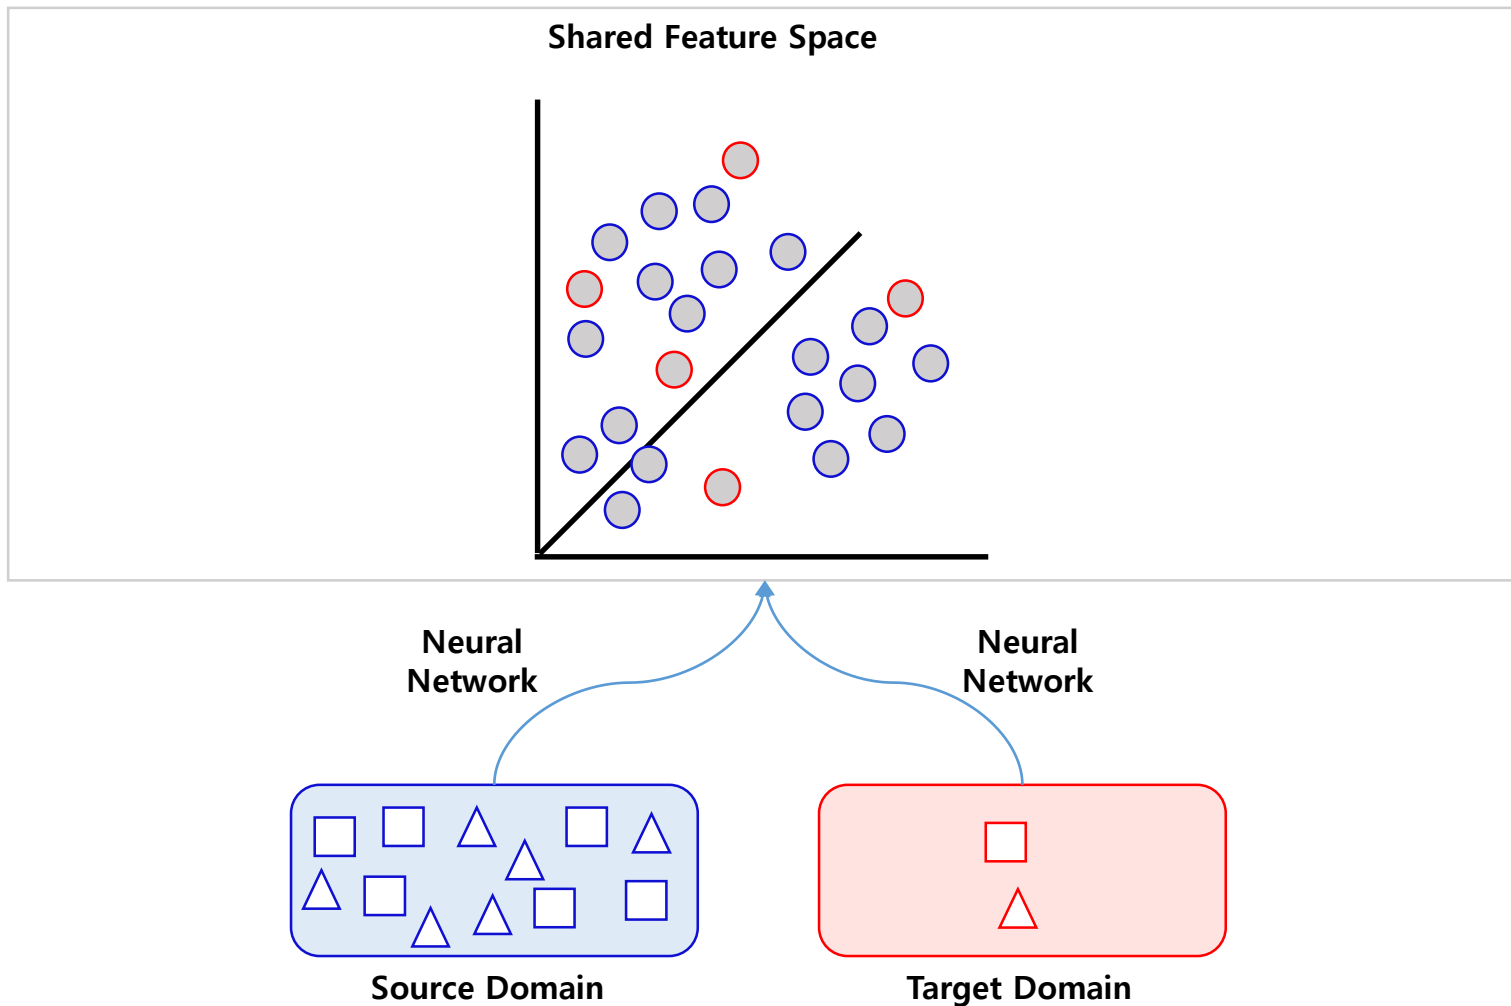 Shared Feature Space
Neural
Network
Neural
Network
Source Domain
Target Domain